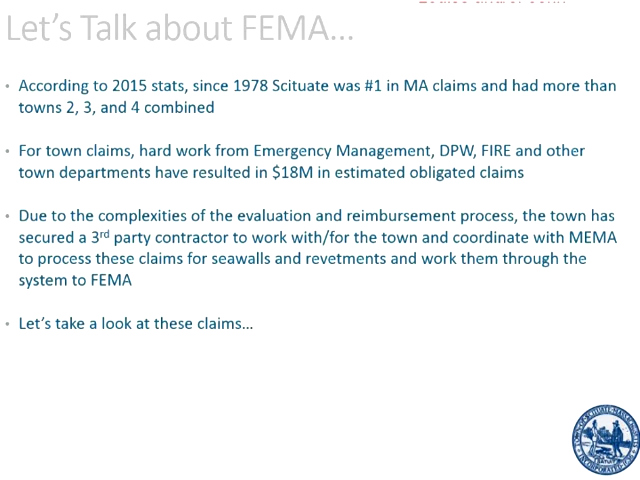 Let's Talk about FEMA...
• According to 2015 stats, since 1978 Scituate was #1 in MA claims and had more than
towns 2, 3, and 4 combined
• For town claims, hard work from Emergency Management, DPW, FIRE and other
town departments have resulted in $18M in estimated obligated claims
• Due to the complexities of the evaluation and reimbursement process, the town has
secured a 3rd party contractor to work with/for the town and coordinate with MEMA
to process these claims for seawalls and revetments and work them through the
system to FEMA
• Let's take a look at these claims...